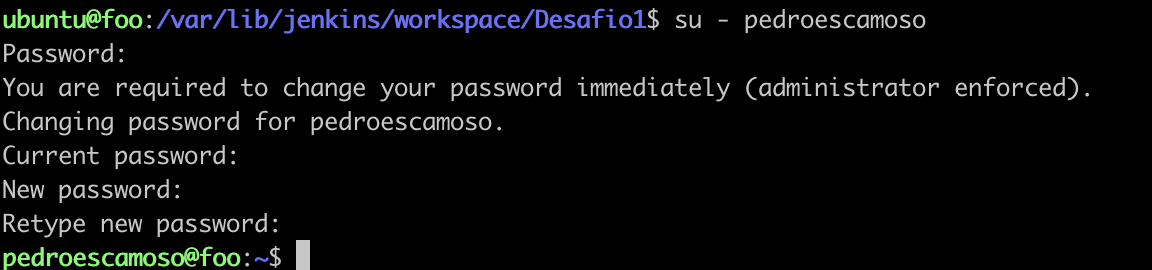 ubuntu@foo:/var/lib/jenkins/workspace/Desafio1$ su - pedroescamoso
Password:
You are required to change your password immediately (administrator enforced).
Changing password for pedroescamoso.
Current password:
New password:
Retype new password:
pedroescamoso@foo:~$